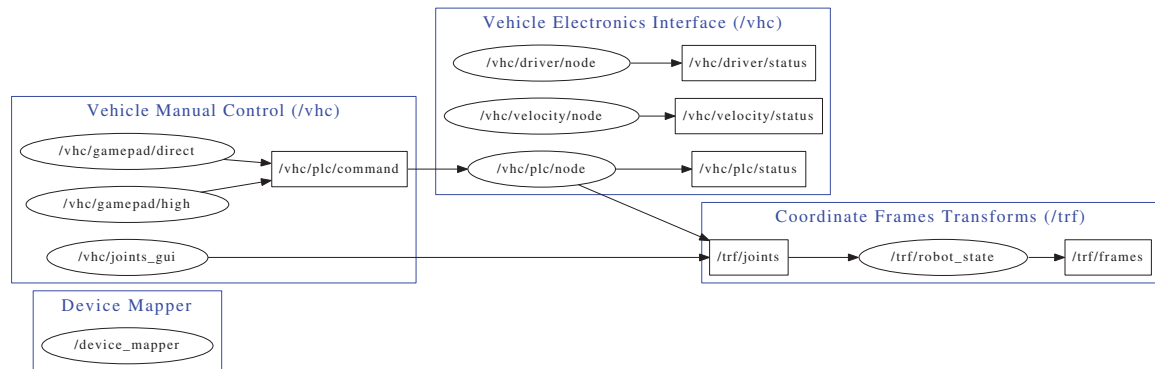 Vehicle Electronics Interface (/vhc)
/vhc/driver/node
/vhc/driver/status
/vhc/velocity/node
/vhc/velocity/status
/vhc/plc/node
/vhc/plc/status
Vehicle Manual Control (/vhc)
/vhc/gamepad/direct
/vhc/plc/command
/vhc/gamepad/high
/vhc/joints_gui
Coordinate Frames Transforms (/trf)
/trf/joints
/trf/robot_state
/trf/frames
Device Mapper
/device_mapper